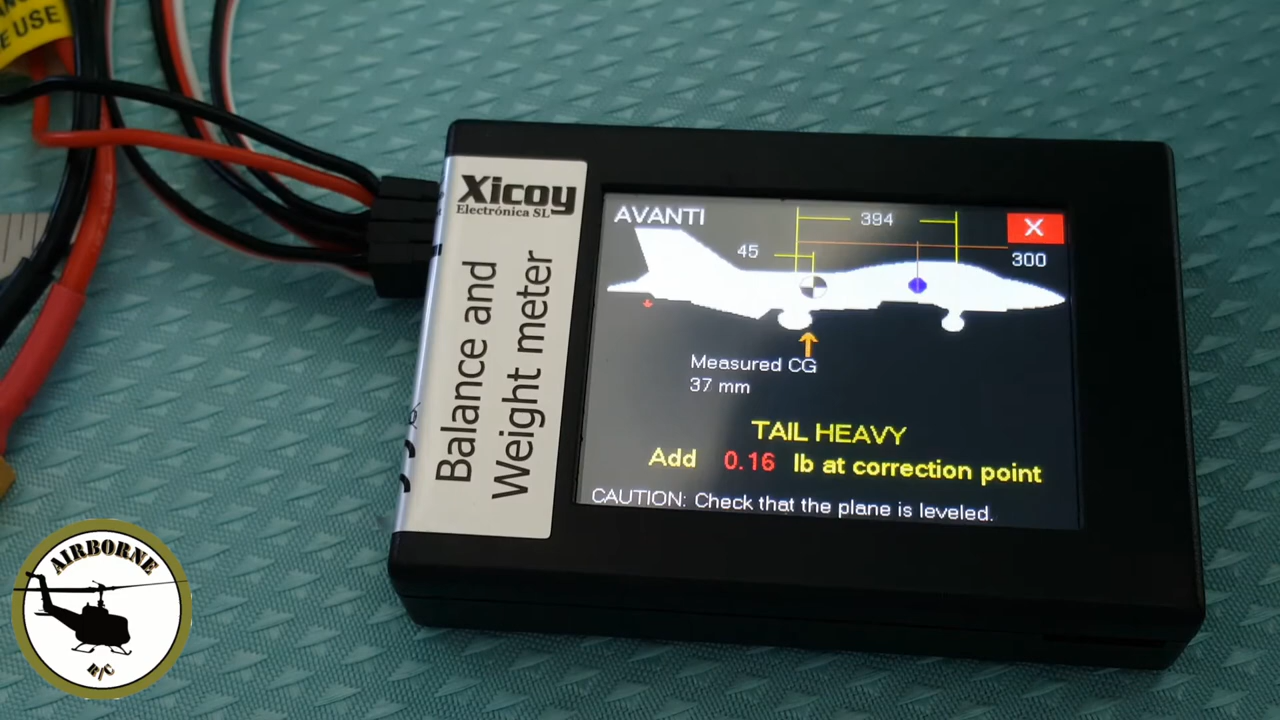 E USE
Xicoy
Electrónica SL
Balance and
Weight meter
AVANTI
394
X
45
300
Measured CG
37 mm
TAIL HEAVY
Add 0.16 lb at correction point
CAUTION: Check that the plane is leveled.
AIRBORNE
R/C